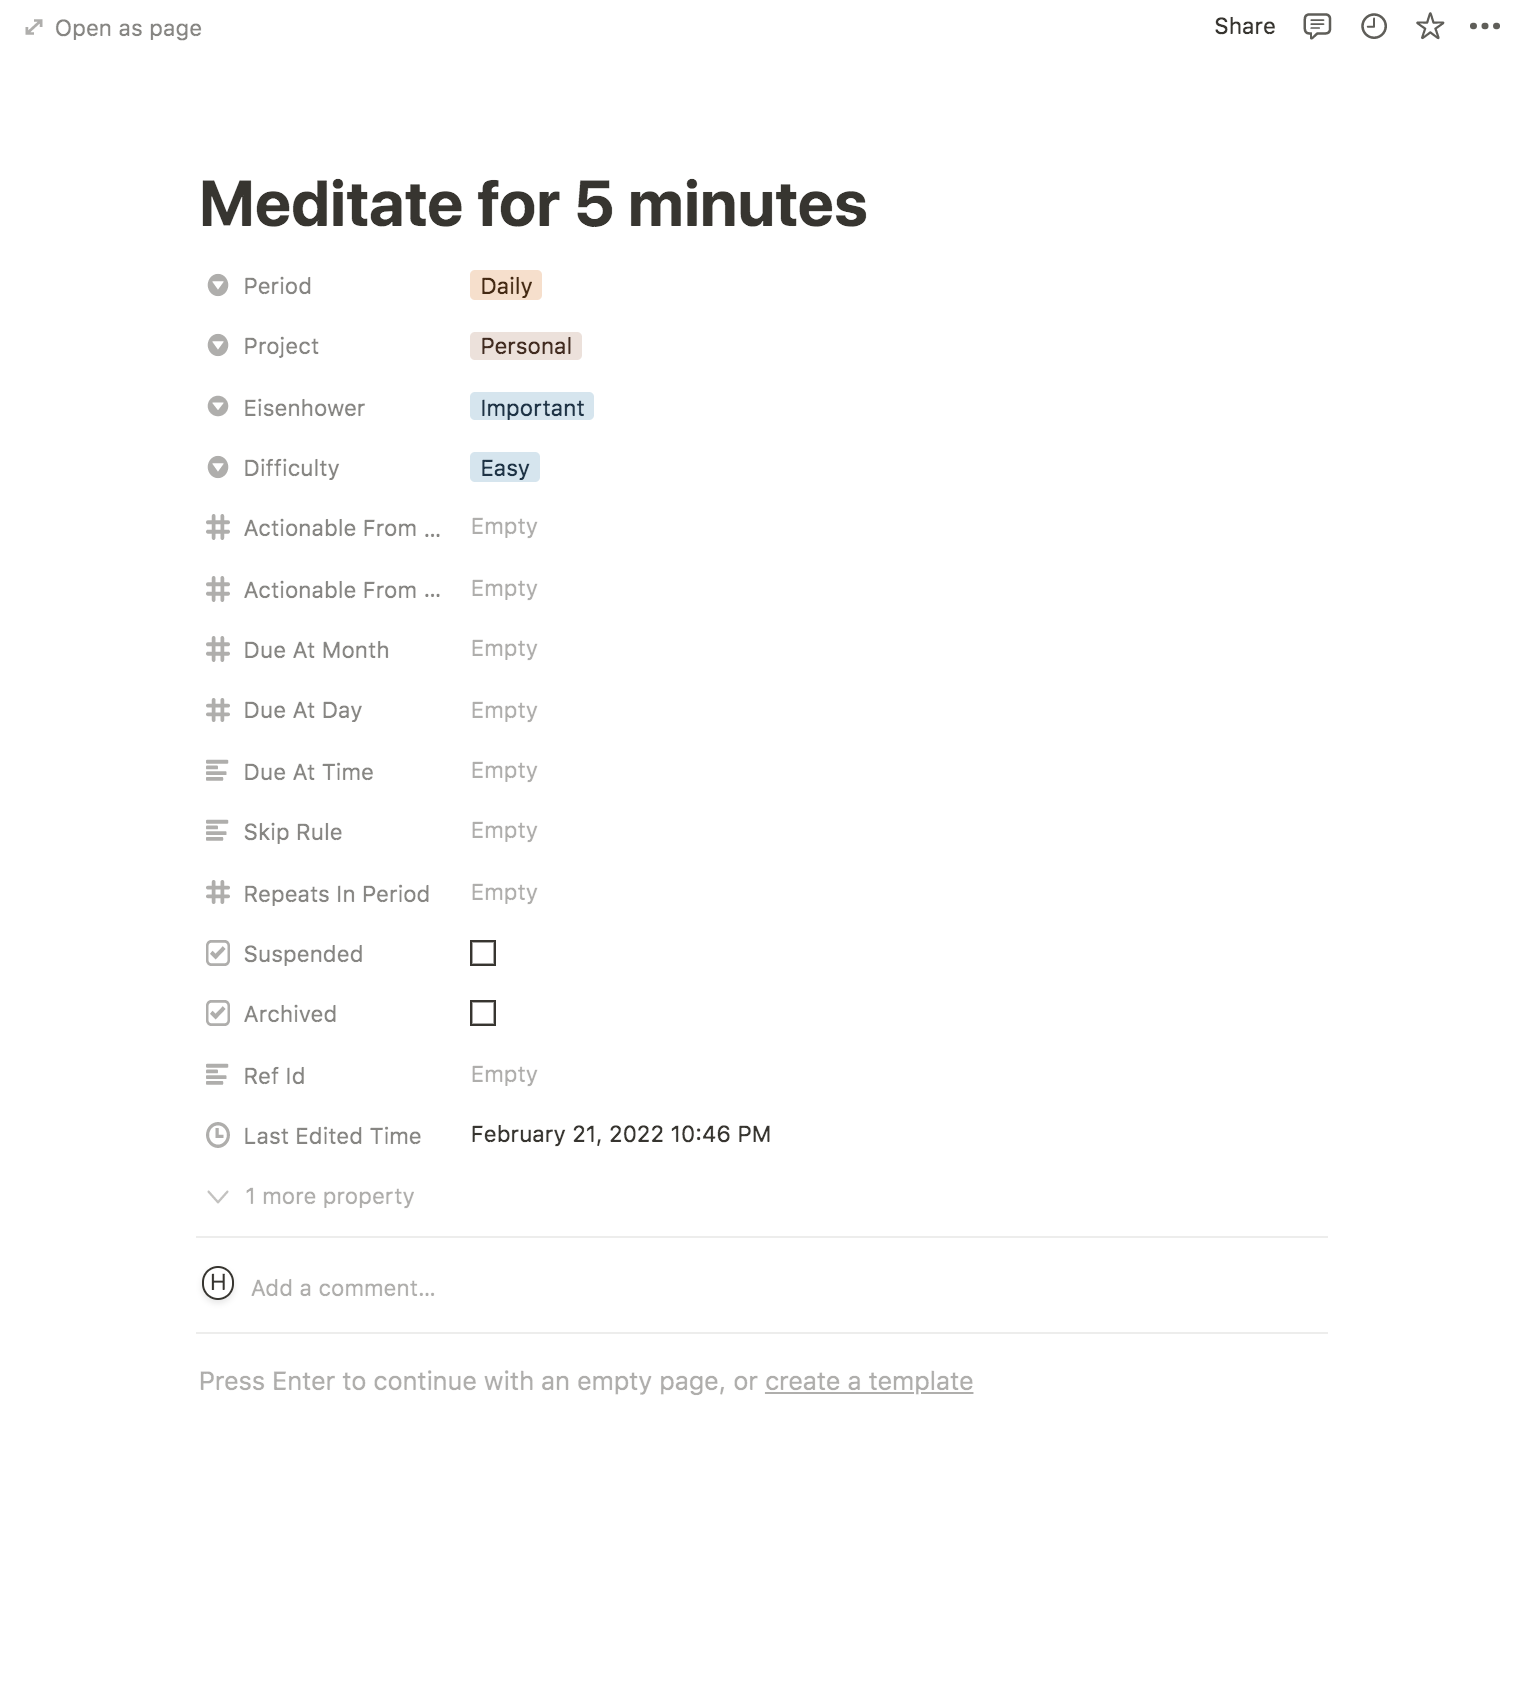 Open as page
Share
Meditate for 5 minutes
Period Daily
Project Personal
Eisenhower Important
Difficulty Easy
Actionable From ... Empty
Actionable From ... Empty
Due At Month Empty
Due At Day Empty
Due At Time Empty
Skip Rule Empty
Repeats In Period Empty
Suspended
Archived
Ref Id Empty
Last Edited Time February 21, 2022 10:46 PM
1 more property
H Add a comment...
Press Enter to continue with an empty page, or create a template